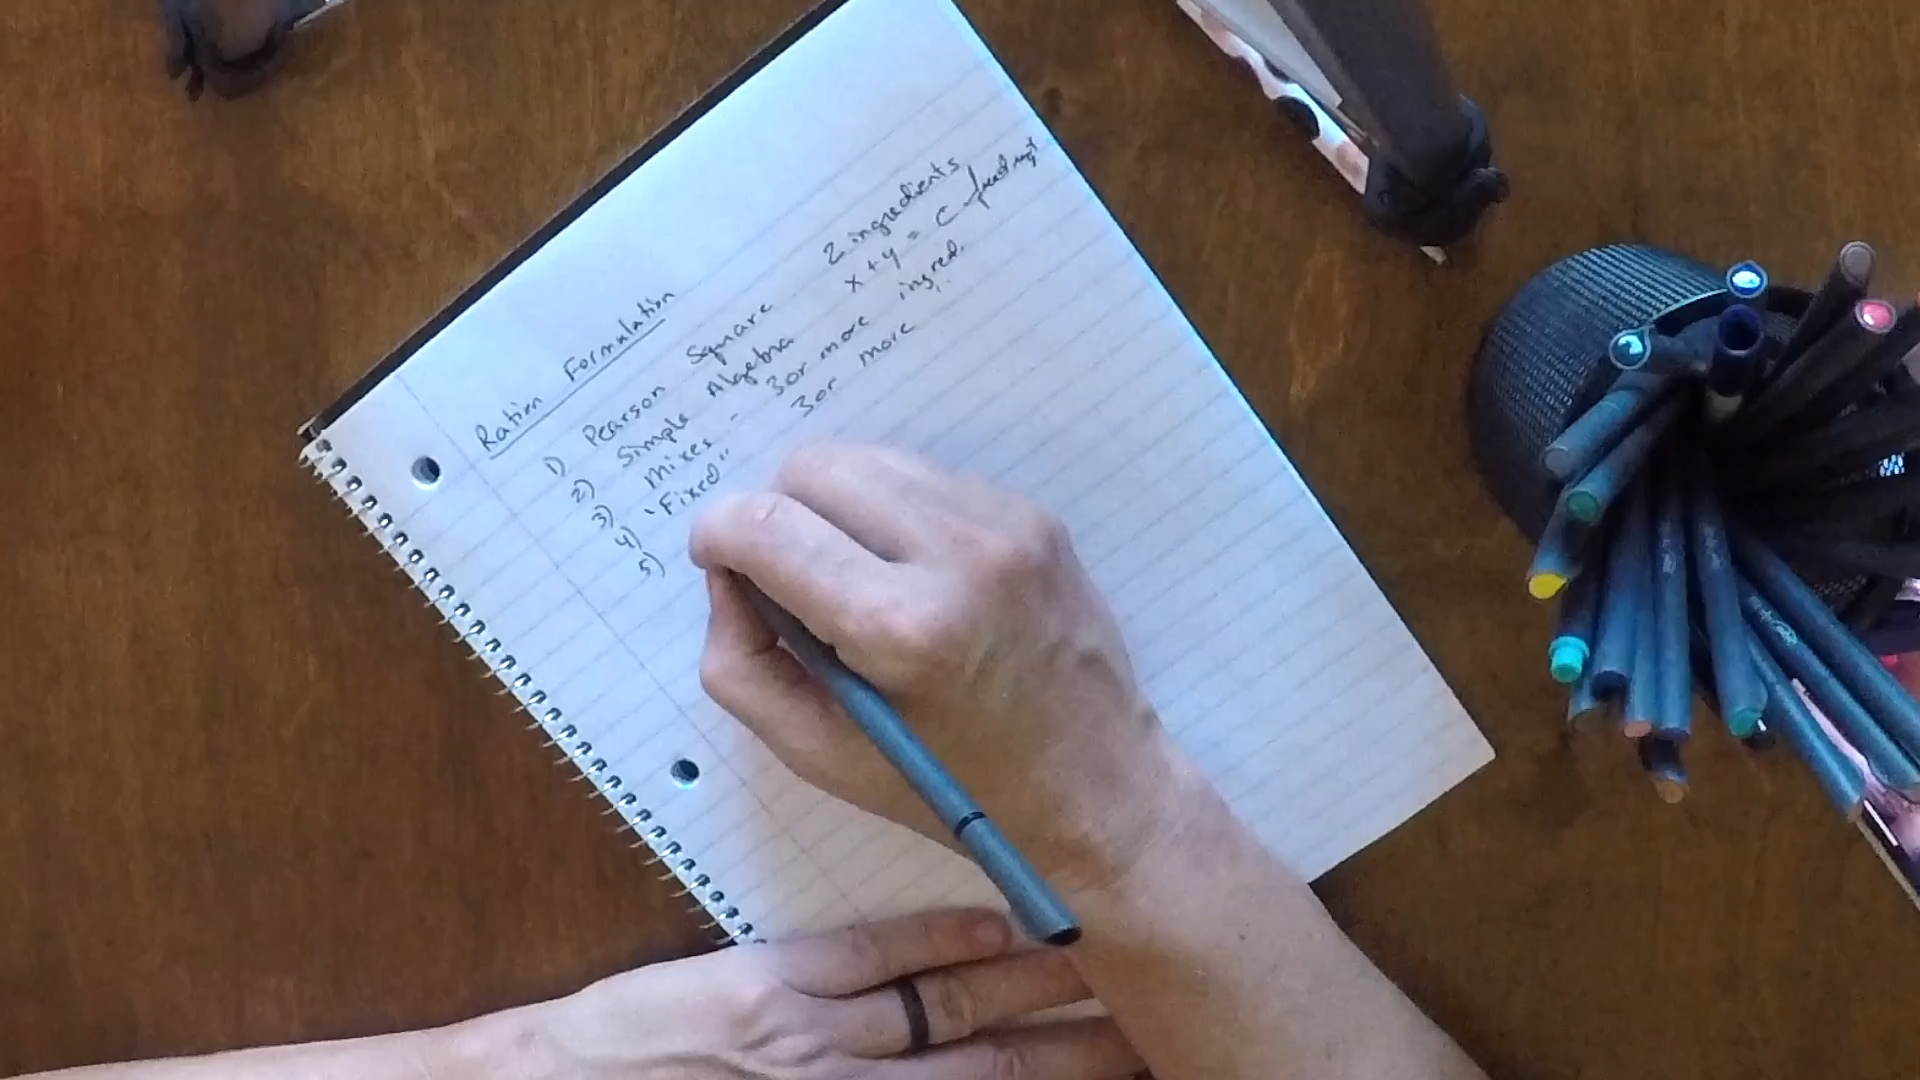 Ration Formulation
1) Pearson Square 2 ingredients
2) Simple Algebra x + y = c
3) Mixes - 3 or more ingred.
4) "Fixed" 3 or more "
5)